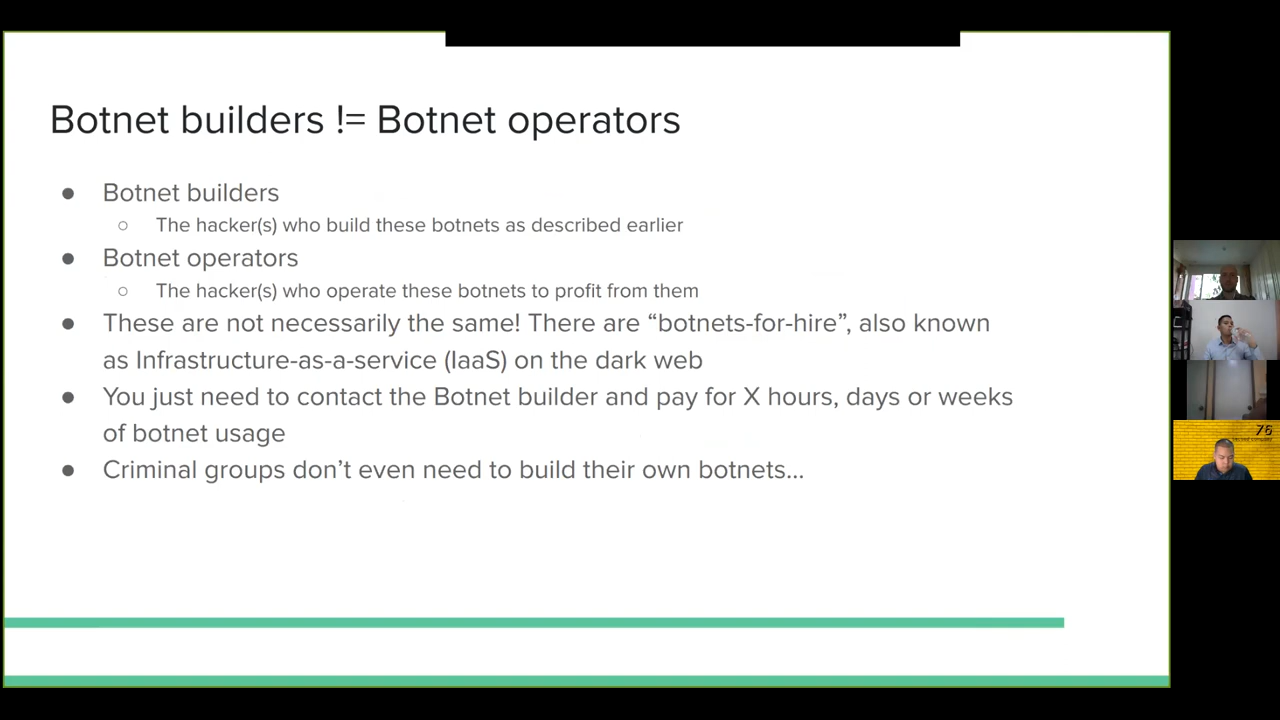 Botnet builders != Botnet operators
● Botnet builders
○ The hacker(s) who build these botnets as described earlier
● Botnet operators
○ The hacker(s) who operate these botnets to profit from them
● These are not necessarily the same! There are “botnets-for-hire”, also known
as Infrastructure-as-a-service (IaaS) on the dark web
● You just need to contact the Botnet builder and pay for X hours, days or weeks
of botnet usage
● Criminal groups don’t even need to build their own botnets...